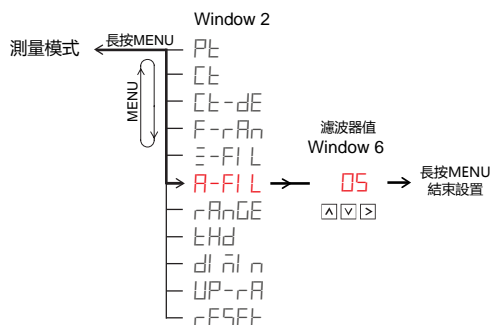 Window 2
測量模式
長按MENU
MENU
Pt
Ct
Ct-dE
F-rAn
Ξ-FIL
A-FIL
濾波器值
Window 6
05
長按MENU
結束設置
rAnGE
tHd
UP-rA
rESEt